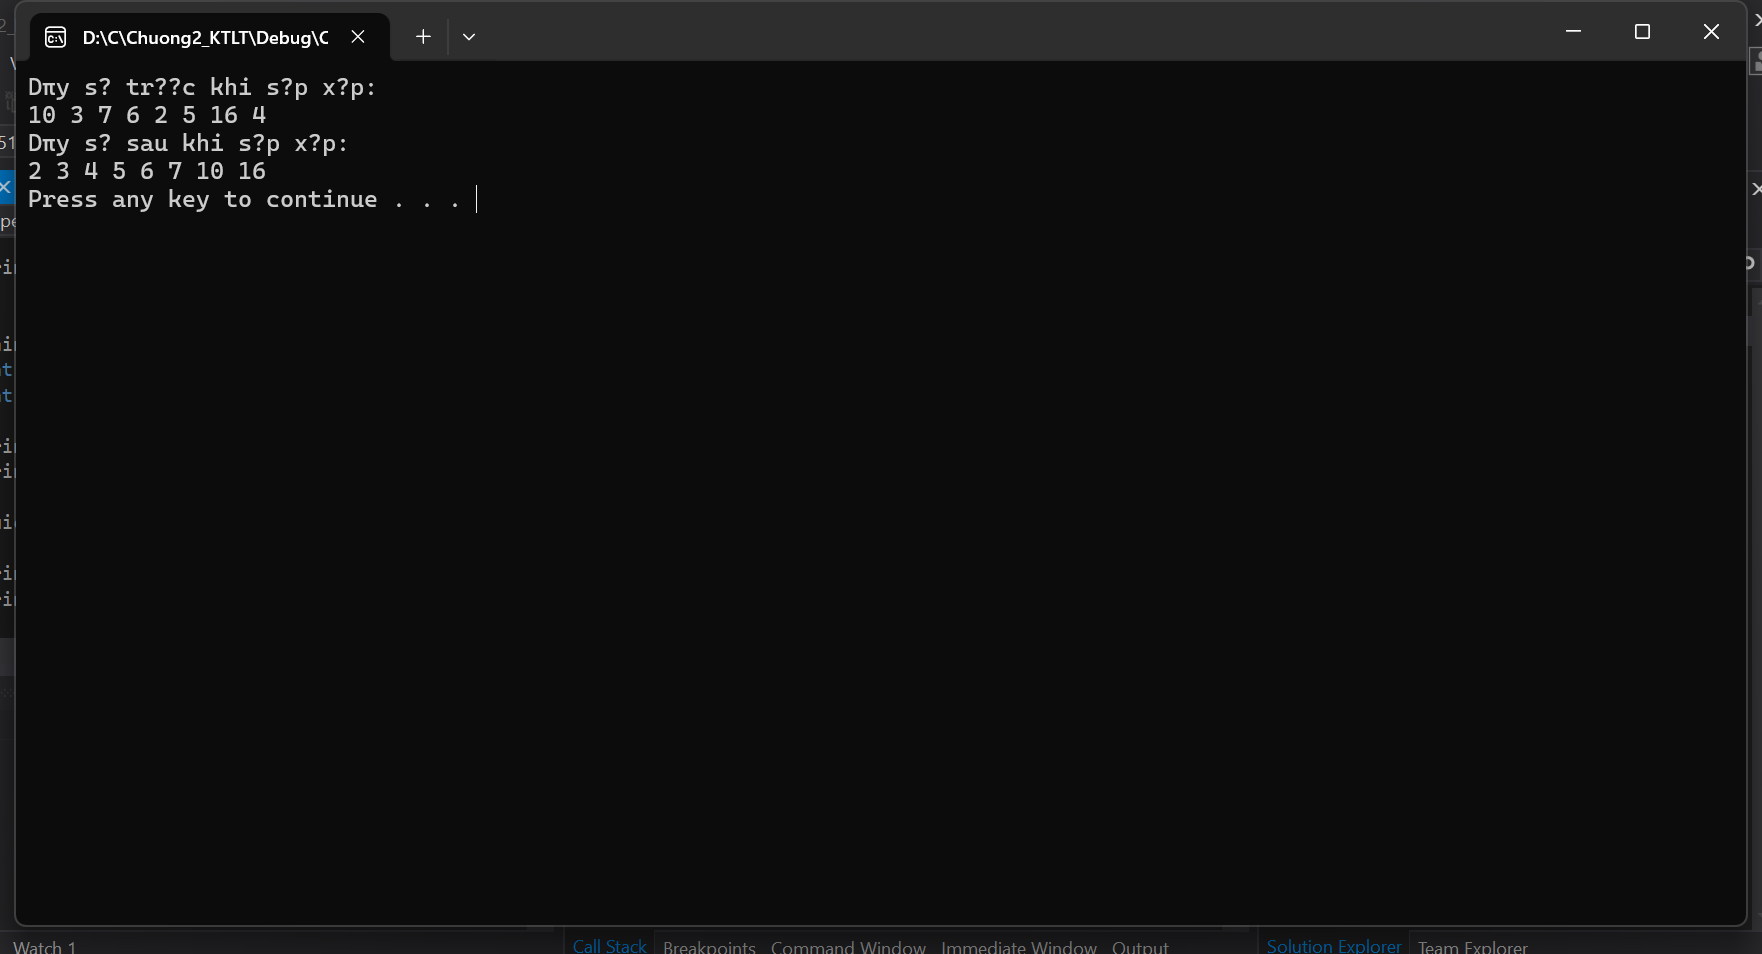 D:\C\Chuong2_KTLT\Debug\C
Dπy s? tr??c khi s?p x?p:
10 3 7 6 2 5 16 4
Dπy s? sau khi s?p x?p:
2 3 4 5 6 7 10 16
Press any key to continue . . .
Watch 1
Call Stack
Breakpoints
Command Window
Immediate Window
Output
Solution Explorer
Team Explorer